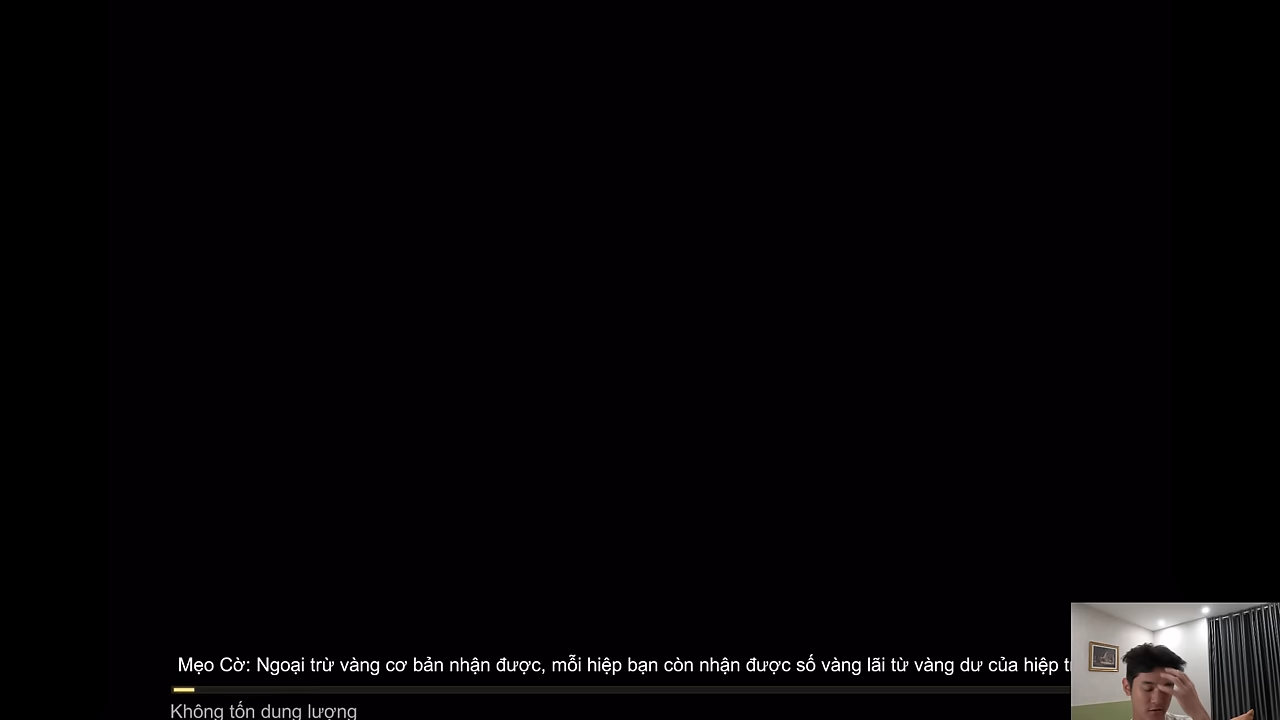 Mẹo Cờ: Ngoại trừ vàng cơ bản nhận được, mỗi hiệp bạn còn nhận được số vàng lãi từ vàng dư của hiệp
Không tốn dung lượng